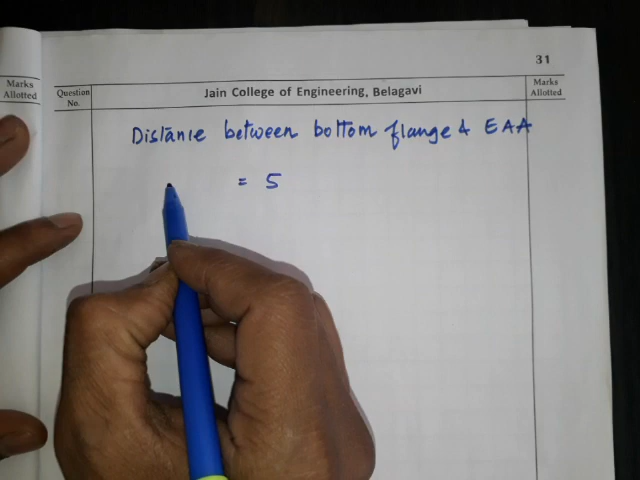 31
Marks
Allotted
Question
No.
Jain College of Engineering, Belagavi
Marks
Allotted
Distance between bottom flange & EAA
= 5